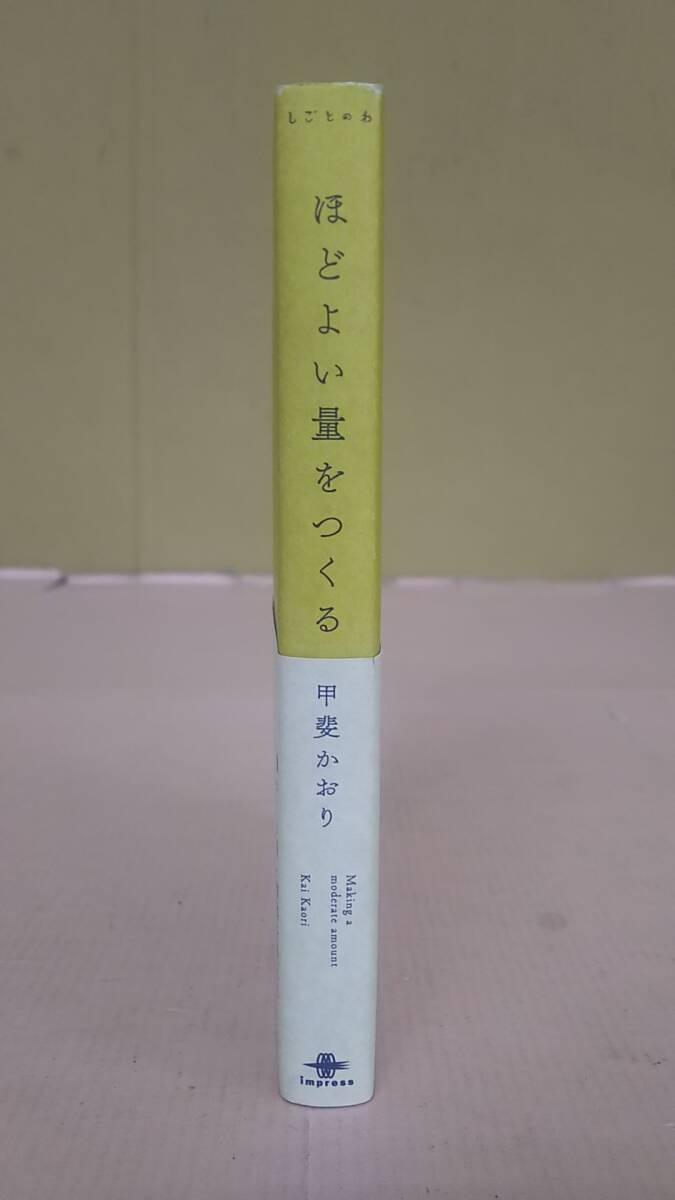 しごとのわ
ほどよい量をつくる
甲斐かおり
Making a
moderate amount
Kai Kaori
impress